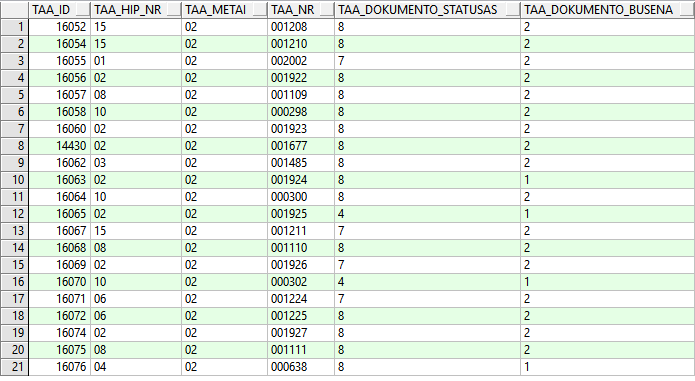 TAA_ID TAA_HIP_NR TAA_METAI TAA_NR TAA_DOKUMENTO_STATUSAS TAA_DOKUMENTO_BUSENA
1 16052 15 02 001208 8 2
2 16054 15 02 001210 8 2
3 16055 01 02 002002 7 2
4 16056 02 02 001922 8 2
5 16057 08 02 001109 8 2
6 16058 10 02 000298 8 2
7 16060 02 02 001923 8 2
8 14430 02 02 001677 8 2
9 16062 03 02 001485 8 2
10 16063 02 02 001924 8 1
11 16064 10 02 000300 8 2
12 16065 02 02 001925 4 1
13 16067 15 02 001211 7 2
14 16068 08 02 001110 8 2
15 16069 02 02 001926 7 2
16 16070 10 02 000302 4 1
17 16071 06 02 001224 7 2
18 16072 06 02 001225 8 2
19 16074 02 02 001927 8 2
20 16075 08 02 001111 8 2
21 16076 04 02 000638 8 1